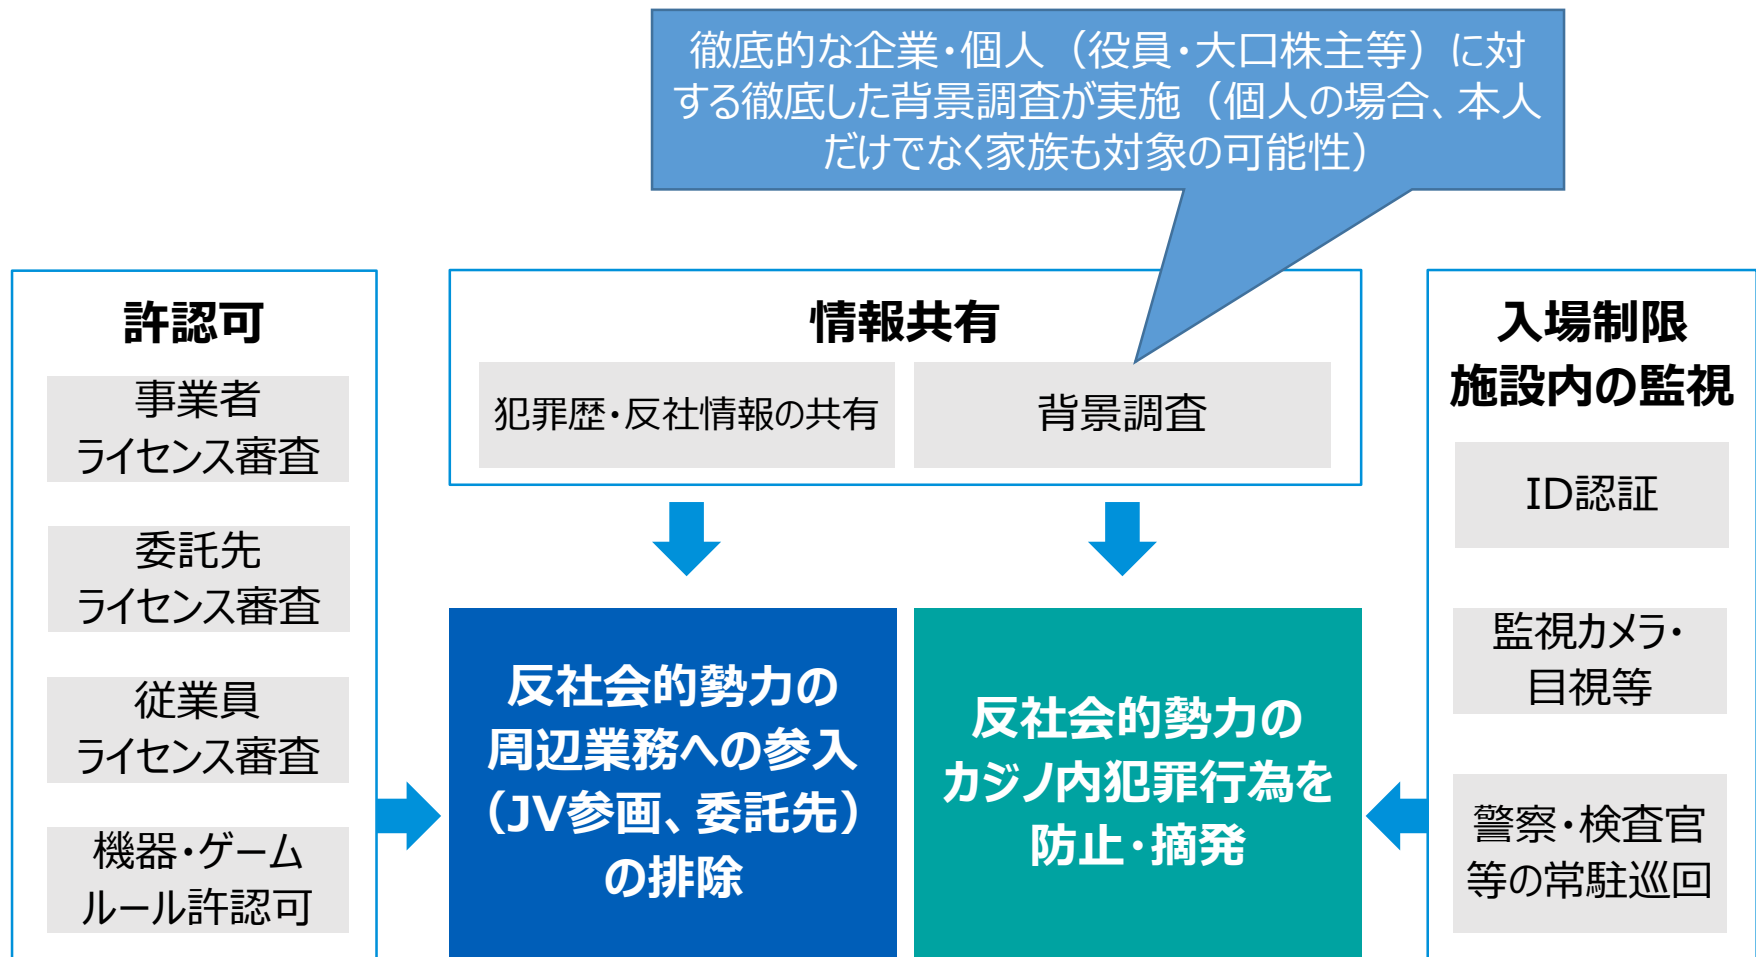 徹底的な企業・個人（役員・大口株主等）に対
する徹底した背景調査が実施（個人の場合、本人
だけでなく家族も対象の可能性）
許認可
事業者
ライセンス審査
委託先
ライセンス審査
従業員
ライセンス審査
機器・ゲーム
ルール許認可
情報共有
犯罪歴・反社情報の共有
背景調査
反社会的勢力の
周辺業務への参入
（JV参画、委託先）
の排除
反社会的勢力の
カジノ内犯罪行為を
防止・摘発
入場制限
施設内の監視
ID認証
監視カメラ・
目視等
警察・検査官
等の常駐巡回